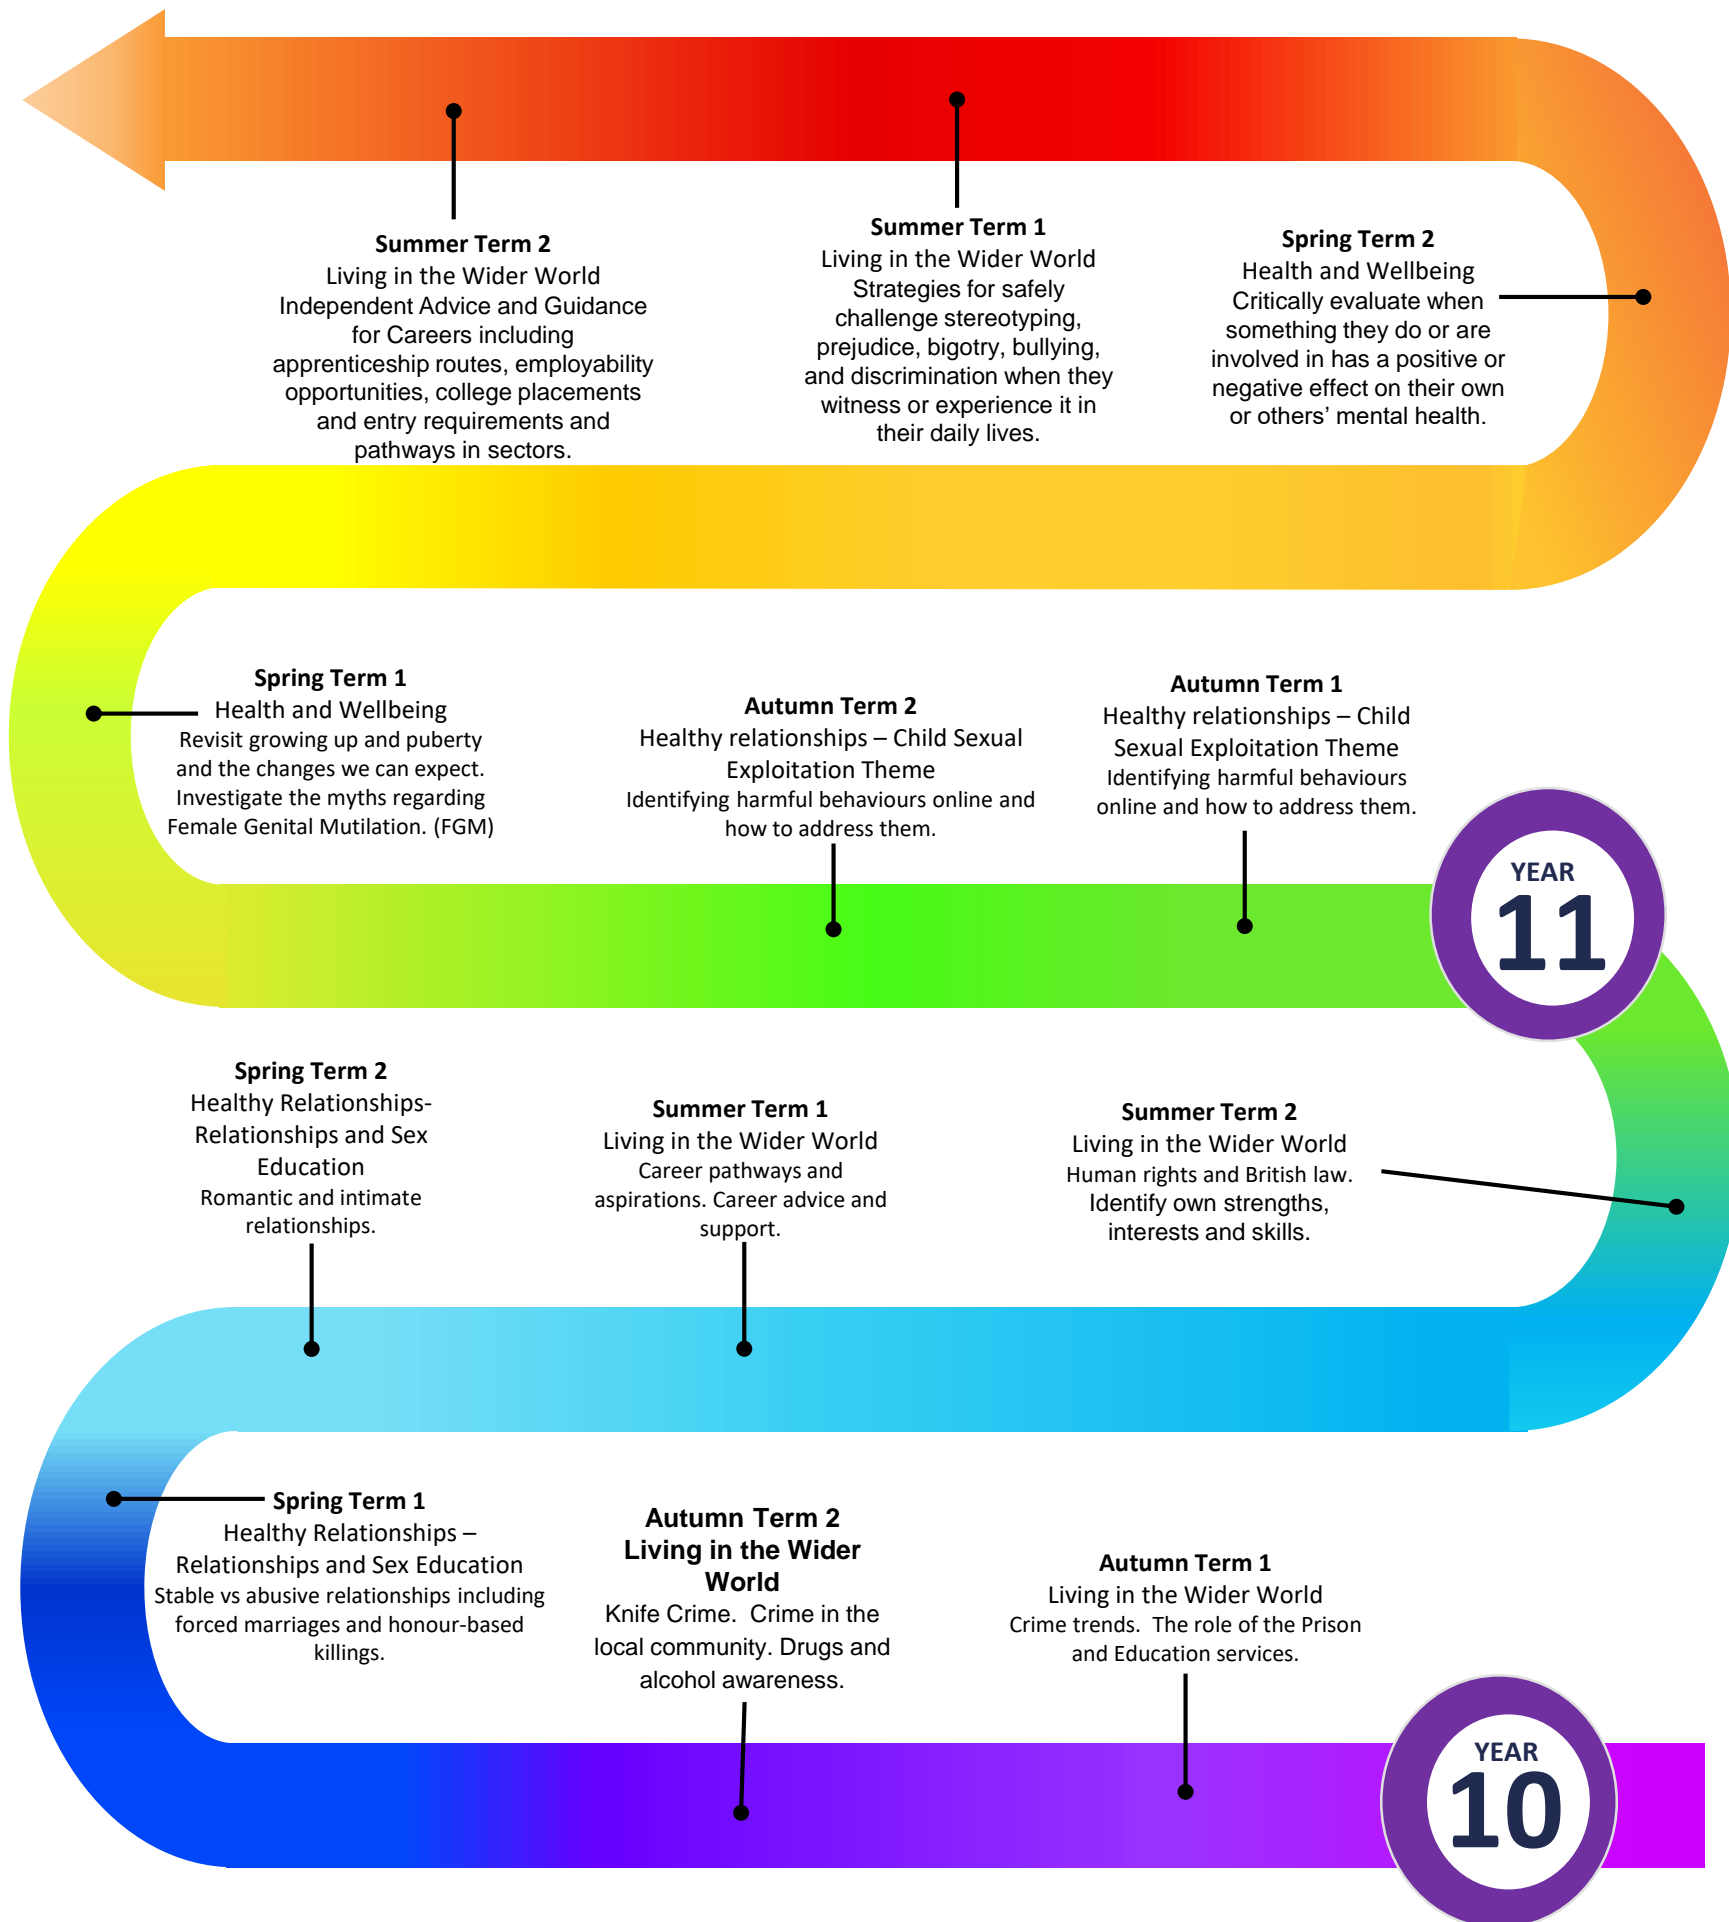 Summer Term 2
Living in the Wider World
Independent Advice and Guidance
for Careers including
apprenticeship routes, employability
opportunities, college placements
and entry requirements and
pathways in sectors.
Summer Term 1
Living in the Wider World
Strategies for safely
challenge stereotyping,
prejudice, bigotry, bullying,
and discrimination when they
witness or experience it in
their daily lives.
Spring Term 2
Health and Wellbeing
Critically evaluate when
something they do or are
involved in has a positive or
negative effect on their own
or others’ mental health.
Spring Term 1
Health and Wellbeing
Revisit growing up and puberty
and the changes we can expect.
Investigate the myths regarding
Female Genital Mutilation. (FGM)
Autumn Term 2
Healthy relationships – Child Sexual
Exploitation Theme
Identifying harmful behaviours online and
how to address them.
Autumn Term 1
Healthy relationships – Child
Sexual Exploitation Theme
Identifying harmful behaviours
online and how to address them.
YEAR
11
Spring Term 2
Healthy Relationships-
Relationships and Sex
Education
Romantic and intimate
relationships.
Summer Term 1
Living in the Wider World
Career pathways and
aspirations. Career advice and
support.
Summer Term 2
Living in the Wider World
Human rights and British law.
Identify own strengths,
interests and skills.
Spring Term 1
Healthy Relationships –
Relationships and Sex Education
Stable vs abusive relationships including
forced marriages and honour-based
killings.
Autumn Term 2
Living in the Wider
World
Knife Crime.  Crime in the
local community. Drugs and
alcohol awareness.
Autumn Term 1
Living in the Wider World
Crime trends.  The role of the Prison
and Education services.
YEAR
10